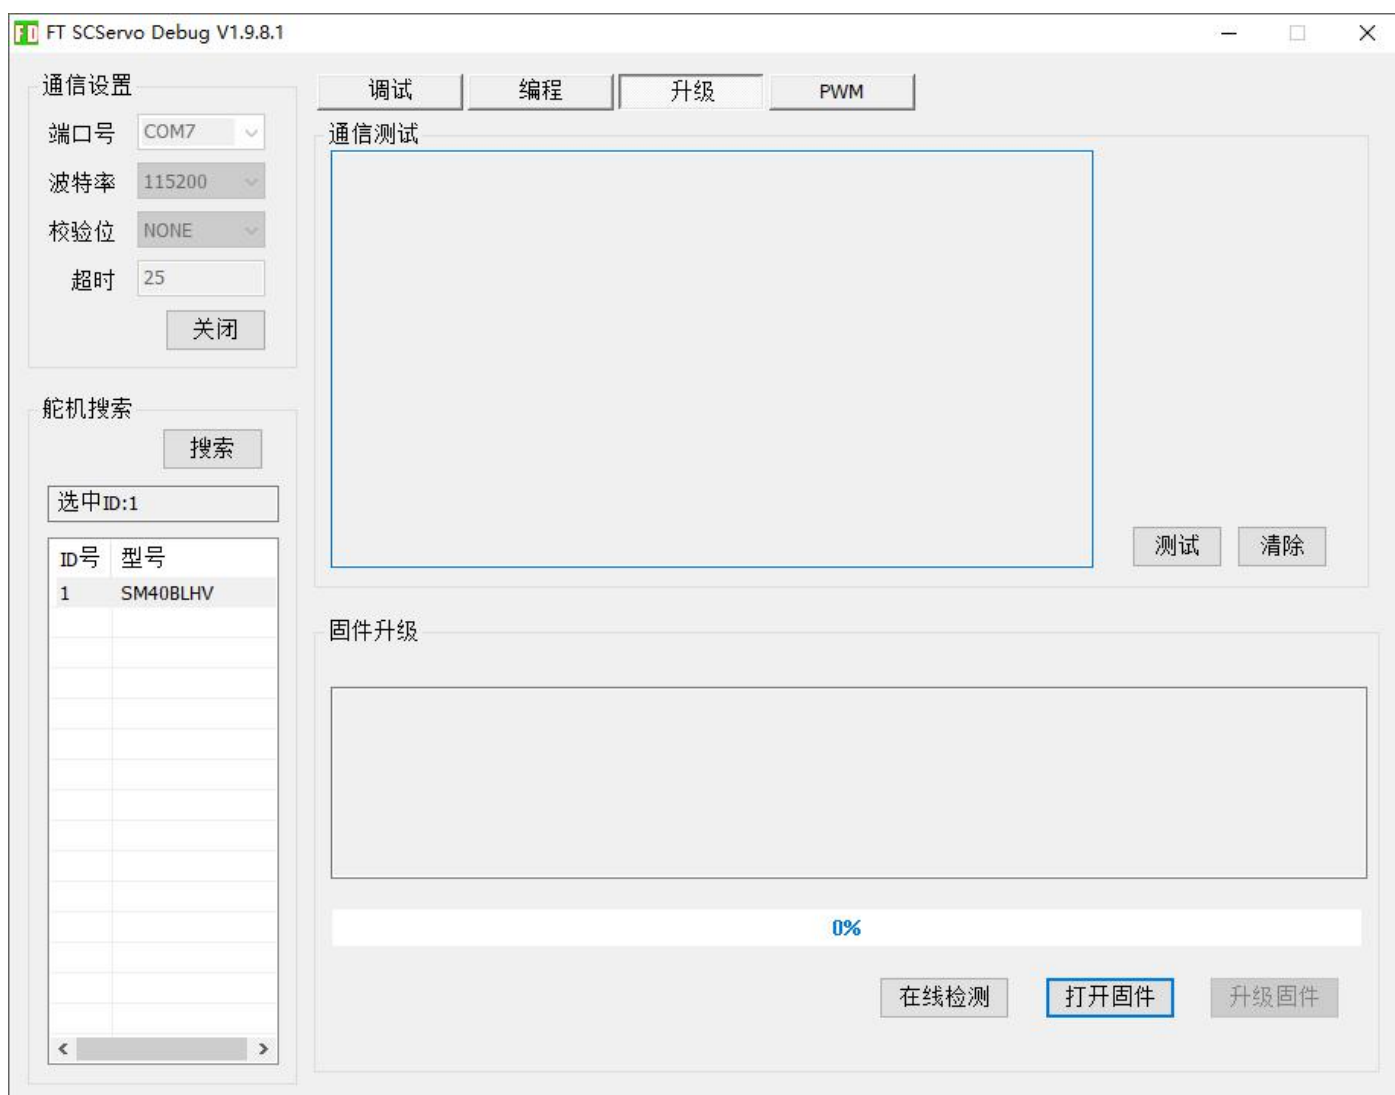 FD FT SCServo Debug V1.9.8.1
通信设置
端口号 COM7
波特率 115200
校验位 NONE
超时 25
关闭
舵机搜索
搜索
选中ID:1
ID号 型号
1 SM40BLHV
调试 编程 升级 PWM
通信测试
测试 清除
固件升级
0%
在线检测 打开固件 升级固件